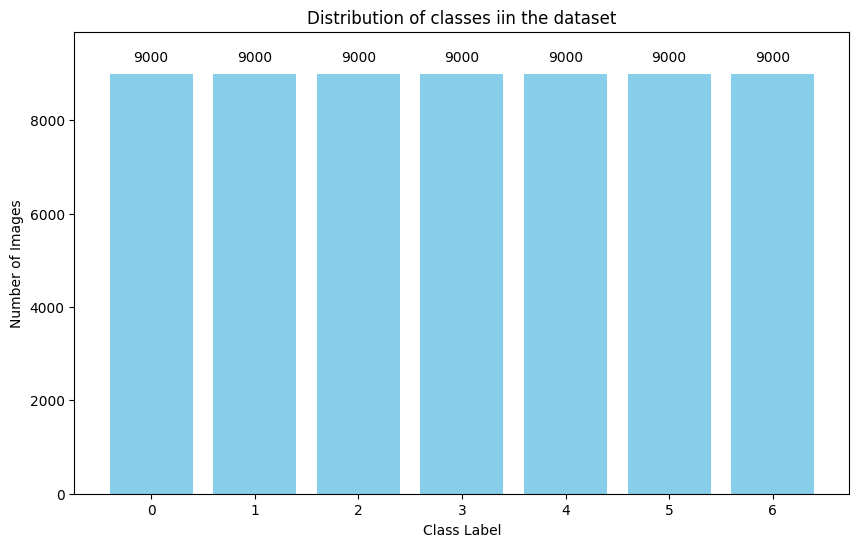 Distribution of classes iin the dataset
9000 9000 9000 9000 9000 9000 9000
8000
6000
4000
2000
0
Number of Images
0 1 2 3 4 5 6
Class Label